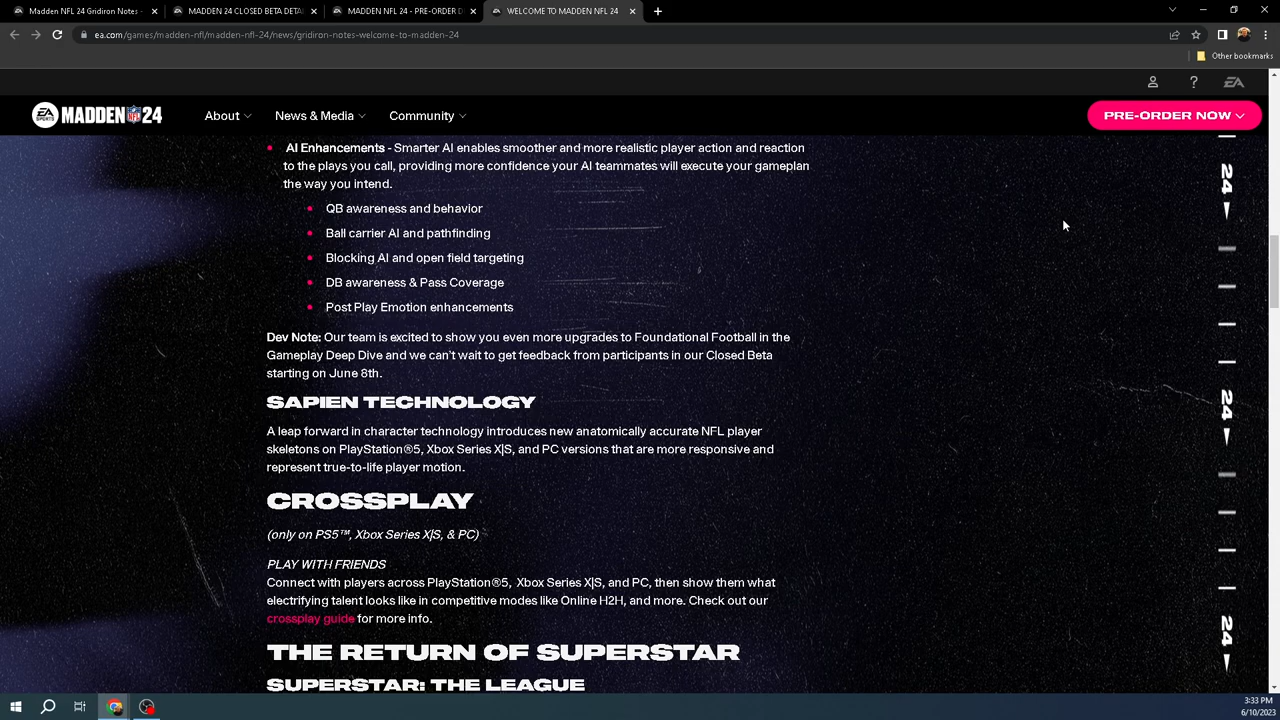 Madden NFL 24 Gridiron Notes -
MADDEN 24 CLOSED BETA DETAI
MADDEN NFL 24 - PRE-ORDER D
WELCOME TO MADDEN NFL 24
ea.com/games/madden-nfl/madden-nfl-24/news/gridiron-notes-welcome-to-madden-24
Other bookmarks
EA
EA SPORTS MADDEN NFL 24
About
News & Media
Community
PRE-ORDER NOW
AI Enhancements - Smarter AI enables smoother and more realistic player action and reaction
to the plays you call, providing more confidence your AI teammates will execute your gameplan
the way you intend.
QB awareness and behavior
Ball carrier AI and pathfinding
Blocking AI and open field targeting
DB awareness & Pass Coverage
Post Play Emotion enhancements
Dev Note: Our team is excited to show you even more upgrades to Foundational Football in the
Gameplay Deep Dive and we can't wait to get feedback from participants in our Closed Beta
starting on June 8th.
SAPIEN TECHNOLOGY
A leap forward in character technology introduces new anatomically accurate NFL player
skeletons on PlayStation®5, Xbox Series X|S, and PC versions that are more responsive and
represent true-to-life player motion.
CROSSPLAY
(only on PS5™, Xbox Series X|S, & PC)
PLAY WITH FRIENDS
Connect with players across PlayStation®5, Xbox Series X|S, and PC, then show them what
electrifying talent looks like in competitive modes like Online H2H, and more. Check out our
crossplay guide for more info.
THE RETURN OF SUPERSTAR
SUPERSTAR: THE LEAGUE
24
24
24
3:33 PM
6/10/2023